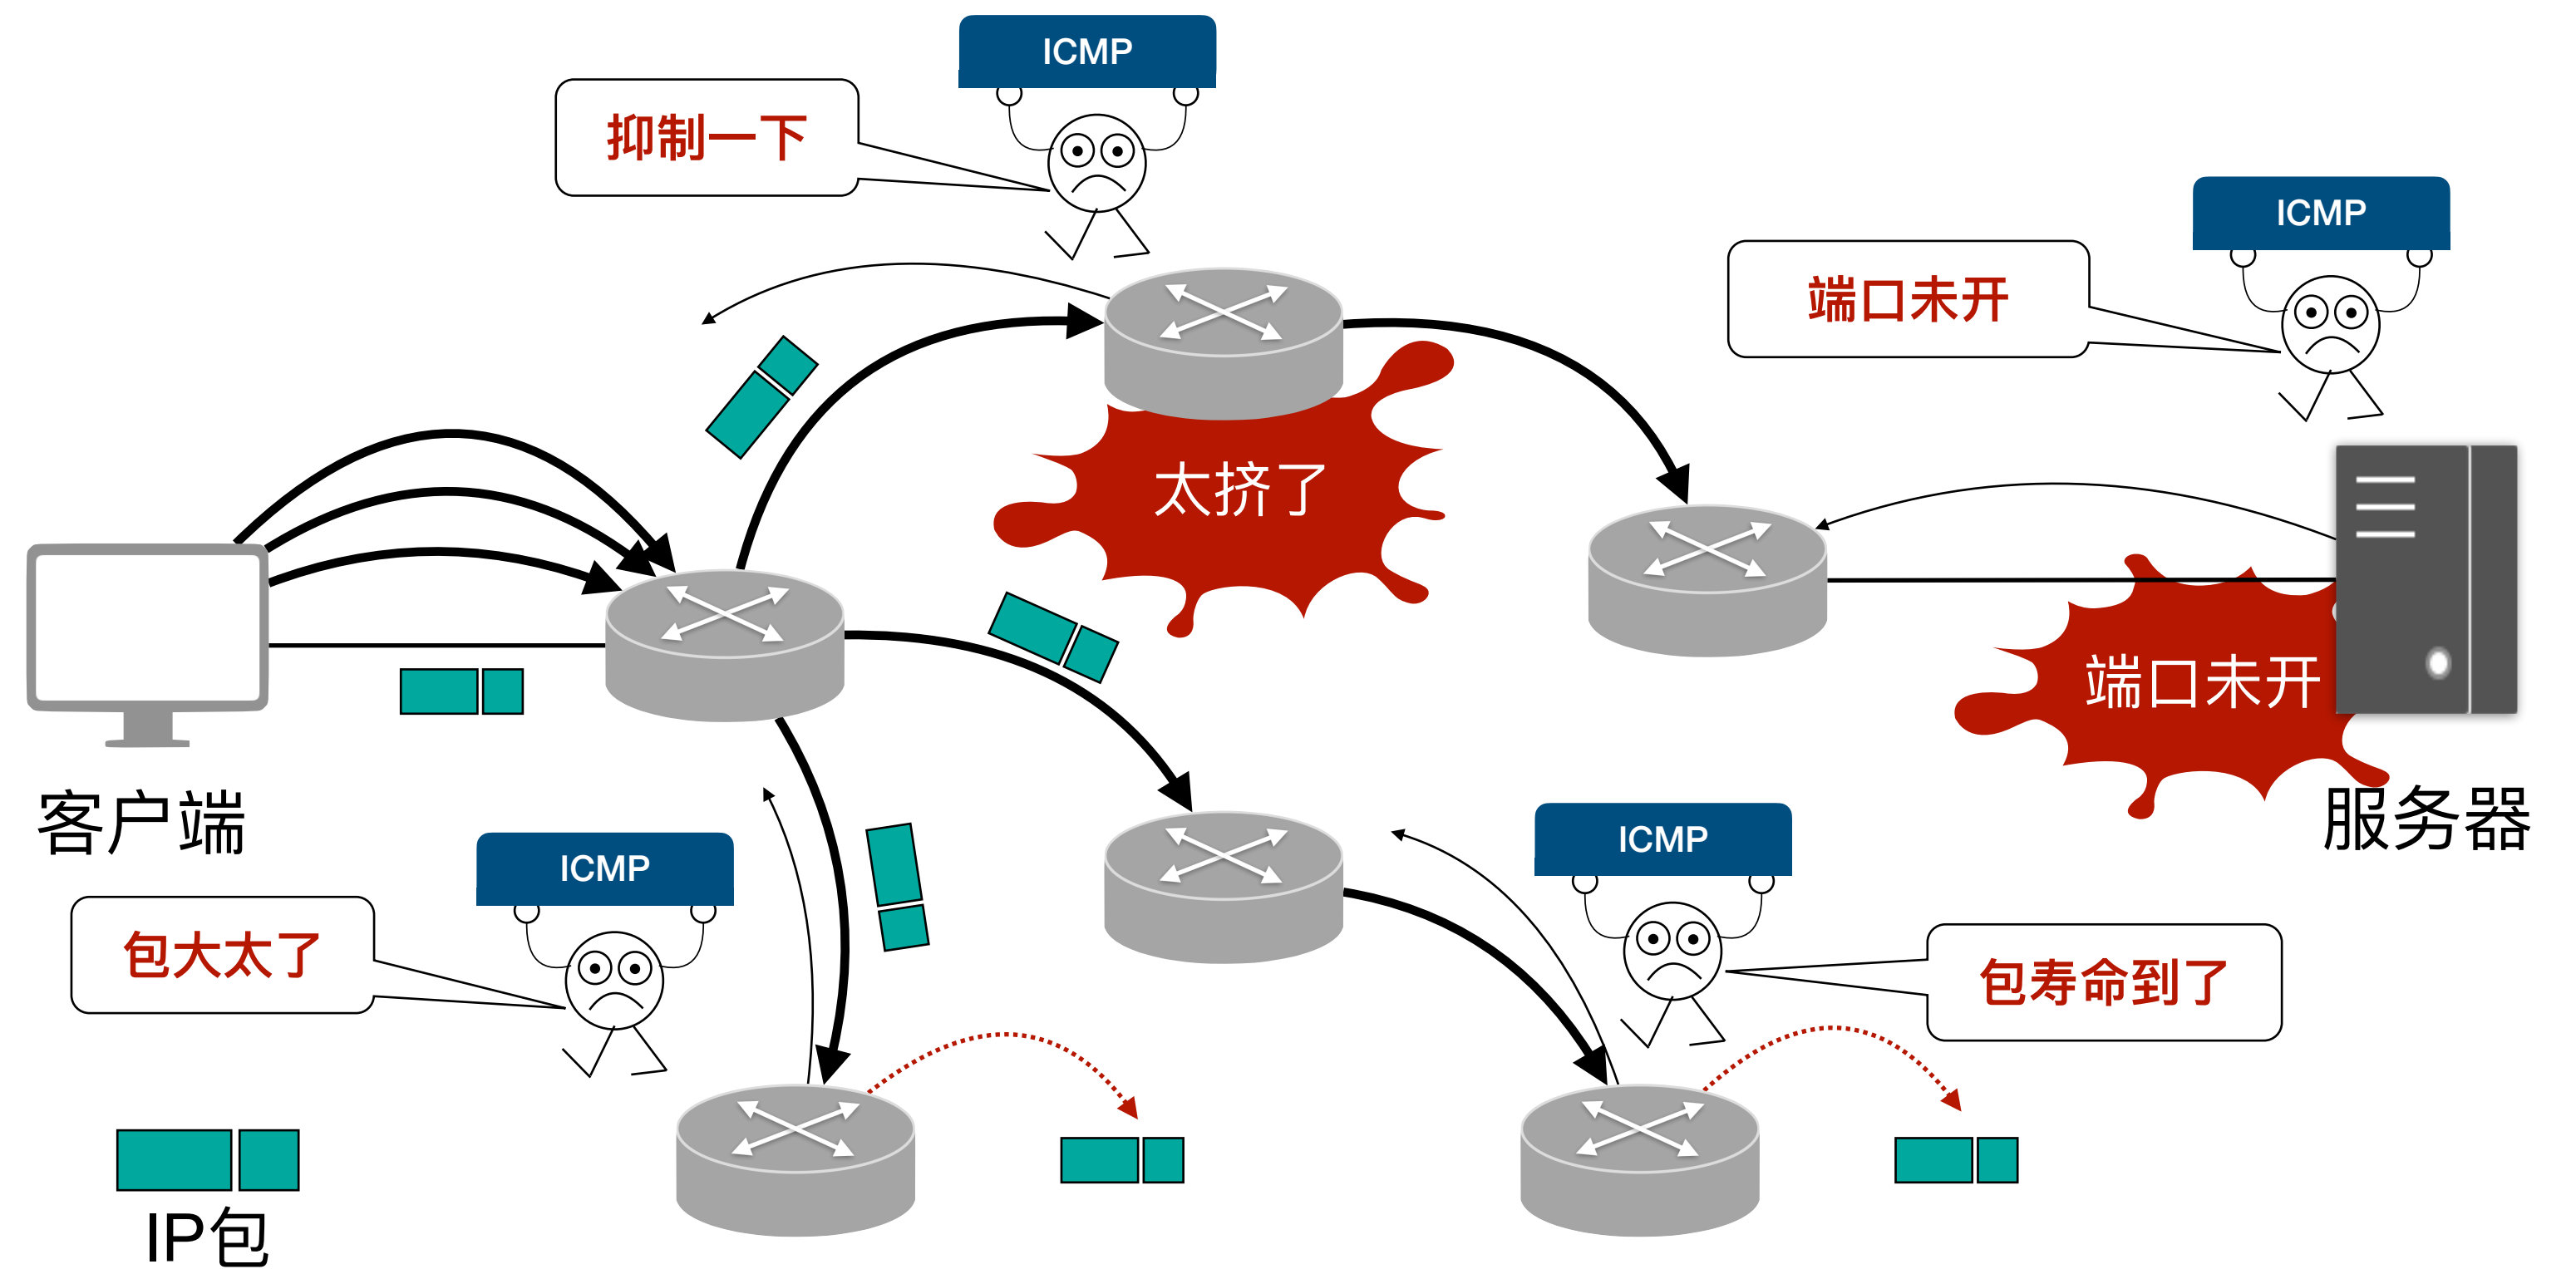 ICMP
抑制一下
ICMP
端口未开
太挤了
端口未开
客户端
服务器
ICMP
ICMP
包大太了
包寿命到了
IP包